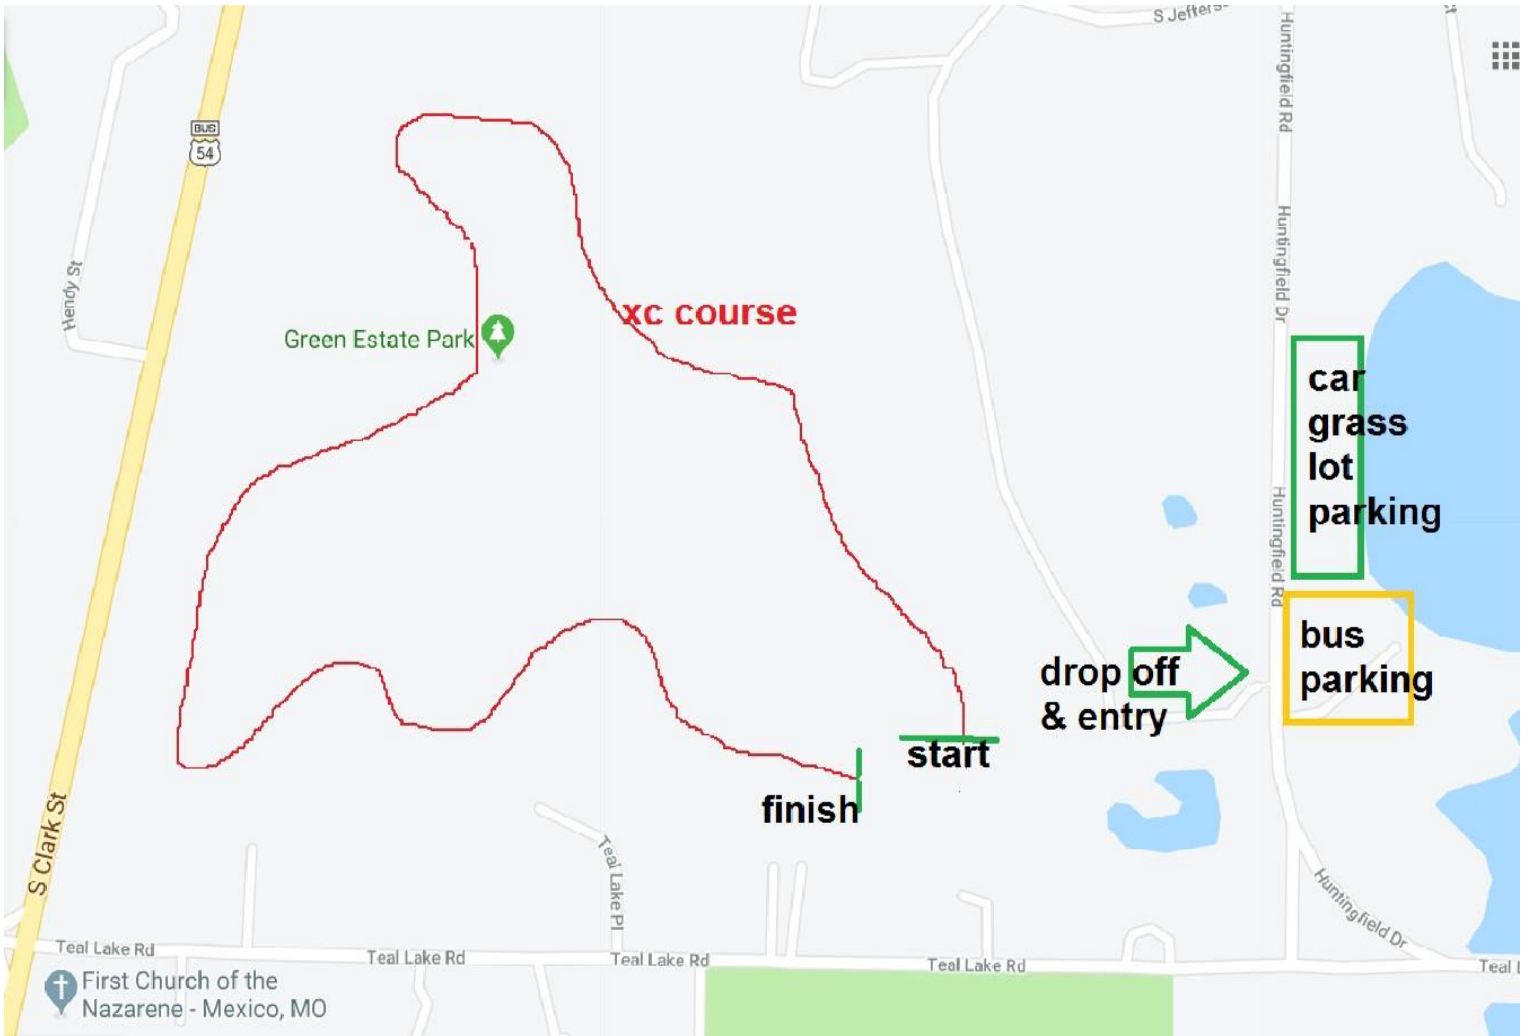 S Jeffers
BUS
54
Huntingfield Rd
Hendy St
Huntingfield Dr
xc course
Green Estate Park
car
grass
lot
parking
Huntingfield Rd
bus
parking
drop off
& entry
start
finish
S Clark St
Teal Lake Pl
Huntingfield Dr
Teal Lake Rd
Teal Lake Rd
Teal Lake Rd
Teal Lake Rd
Teal L
First Church of the
Nazarene - Mexico, MO